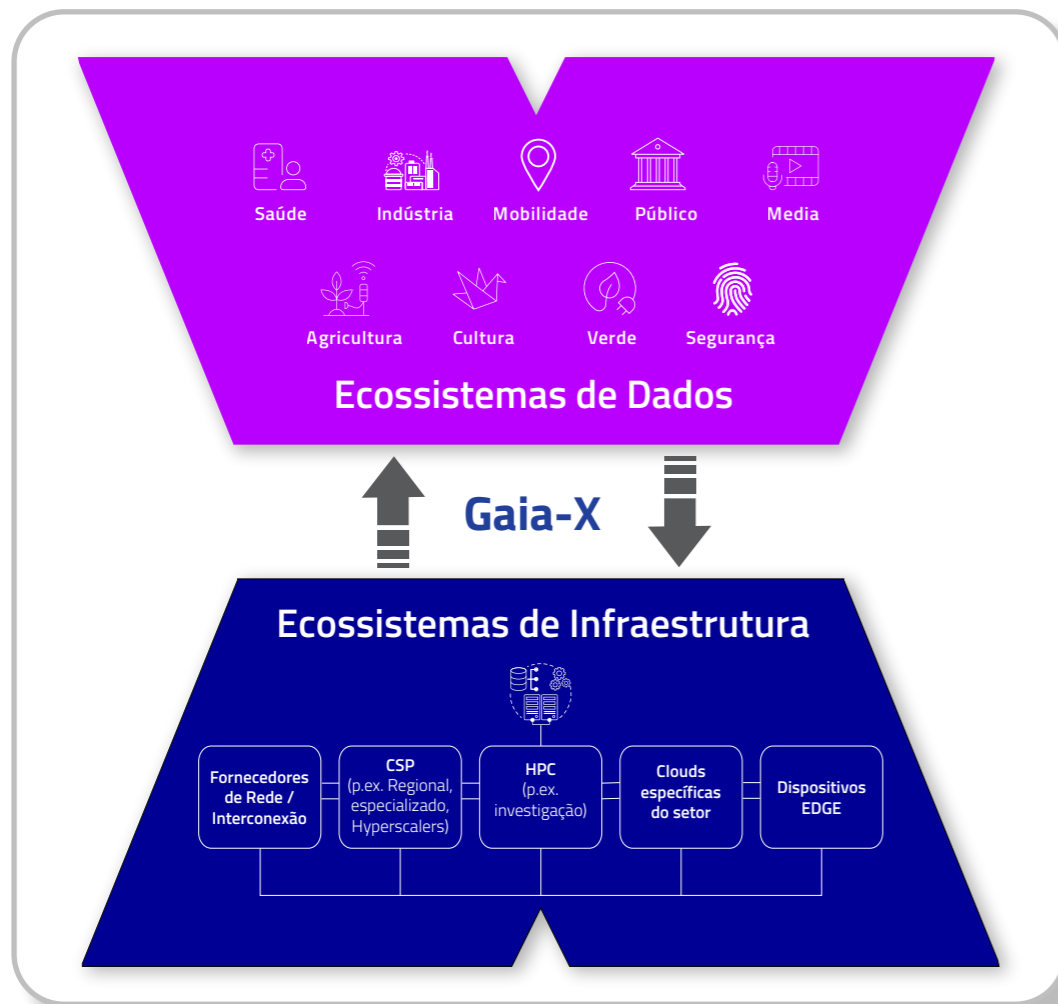 Saúde
Indústria
Mobilidade
Público
Media
Agricultura
Cultura
Verde
Segurança
Ecossistemas de Dados
Gaia-X
Ecossistemas de Infraestrutura
Fornecedores
de Rede /
Interconexão
CSP
(p.ex. Regional,
especializado,
Hyperscalers)
HPC
(p.ex.
investigação)
Clouds
específicas
do setor
Dispositivos
EDGE